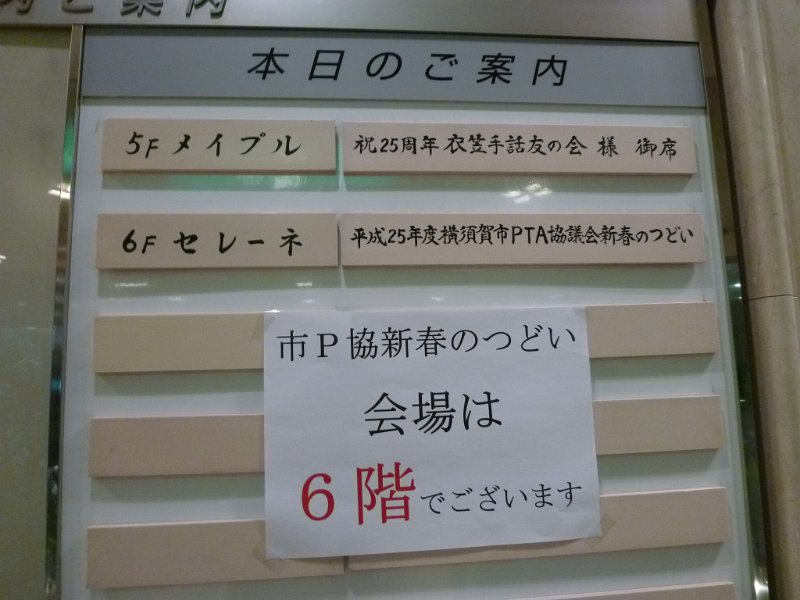 ご案内
本日のご案内
5F メイプル 祝25周年 衣笠手話友の会 様 御席
6F セレーネ 平成25年度横須賀市PTA協議会新春のつどい
市P協新春のつどい
会場は
6階でございます